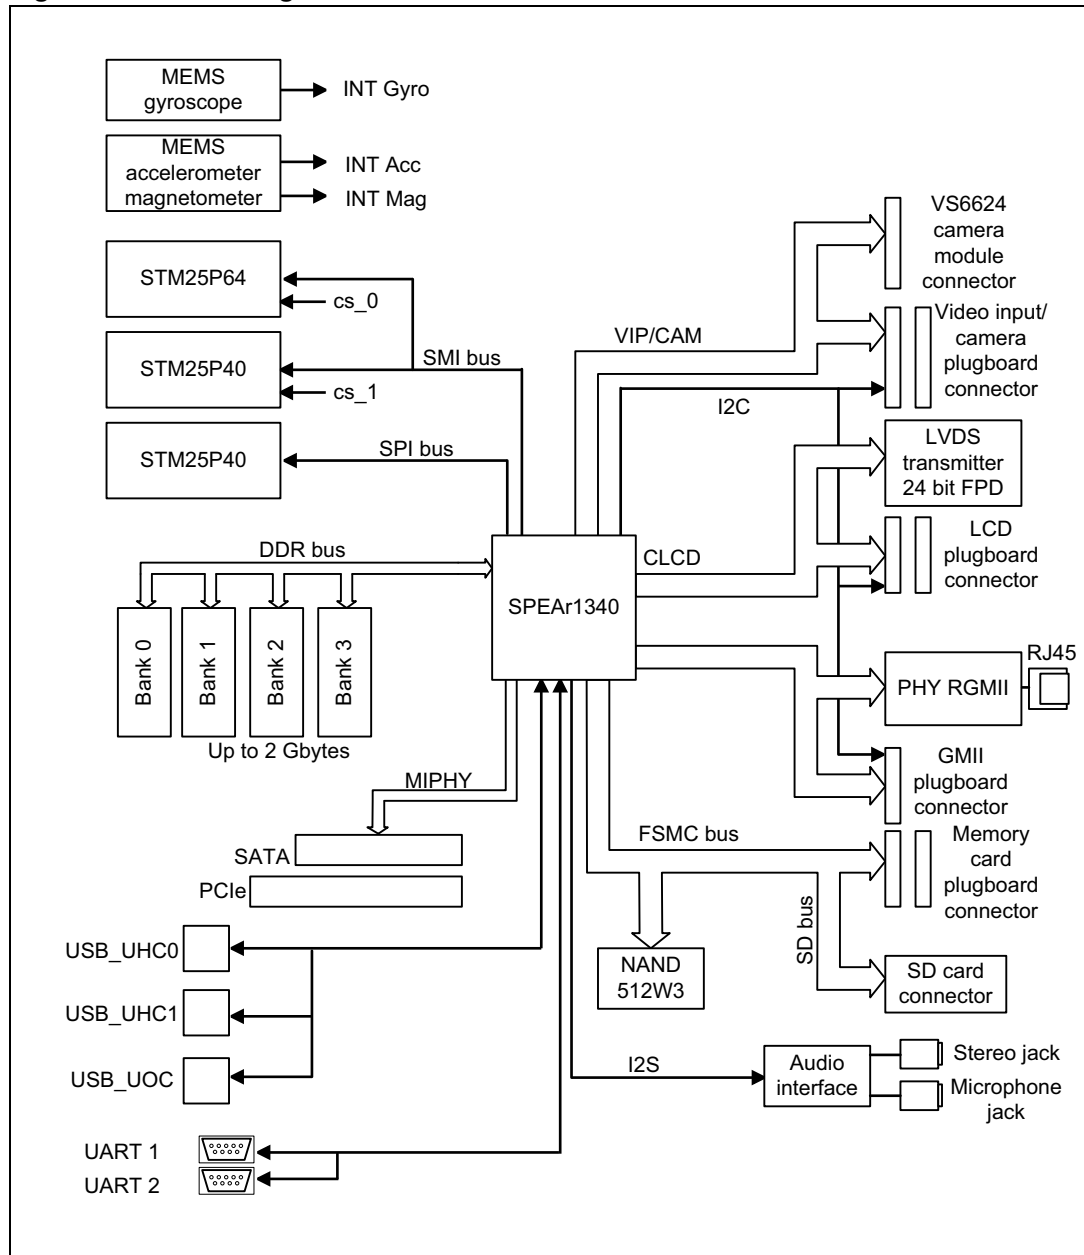 MEMS
gyroscope
INT Gyro
MEMS
accelerometer
magnetometer
INT Acc
INT Mag
STM25P64
cs_0
STM25P40
cs_1
SMI bus
STM25P40
SPI bus
VS6624
camera
module
connector
Video input/
camera
plugboard
connector
VIP/CAM
I2C
LVDS
transmitter
24 bit FPD
LCD
plugboard
connector
CLCD
DDR bus
SPEAr1340
Bank 0
Bank 1
Bank 2
Bank 3
Up to 2 Gbytes
RJ45
PHY RGMII
GMII
plugboard
connector
MIPHY
SATA
PCIe
FSMC bus
Memory
card
plugboard
connector
SD bus
NAND
512W3
SD card
connector
USB_UHC0
USB_UHC1
USB_UOC
I2S
Audio
interface
Stereo jack
Microphone
jack
UART 1
UART 2